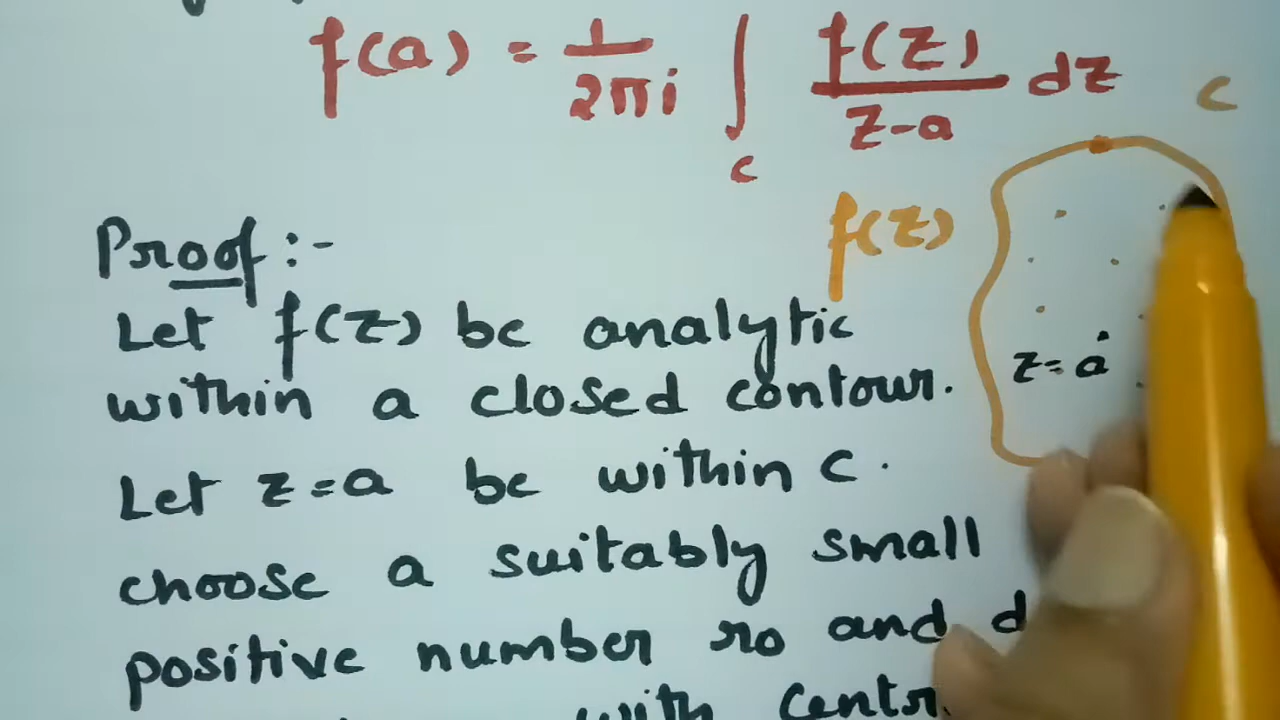 f(a) = 1/2πi ∫c f(z)/z-a dz
c
f(z)
z=a
Proof :-
Let f(z) be analytic
within a closed contour.
Let z=a be within c.
choose a suitably small
positive number ro and
with